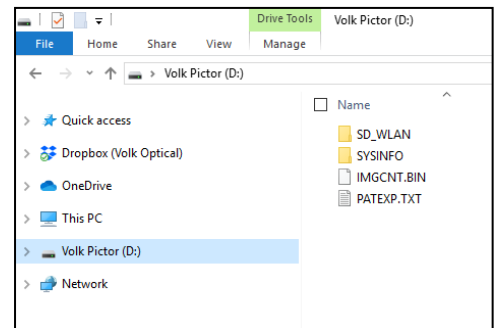 Drive Tools Volk Pictor (D:)
File Home Share View Manage
Volk Pictor (D:)
Quick access
Dropbox (Volk Optical)
OneDrive
This PC
Volk Pictor (D:)
Network
Name
SD_WLAN
SYSINFO
IMGCNT.BIN
PATEXP.TXT